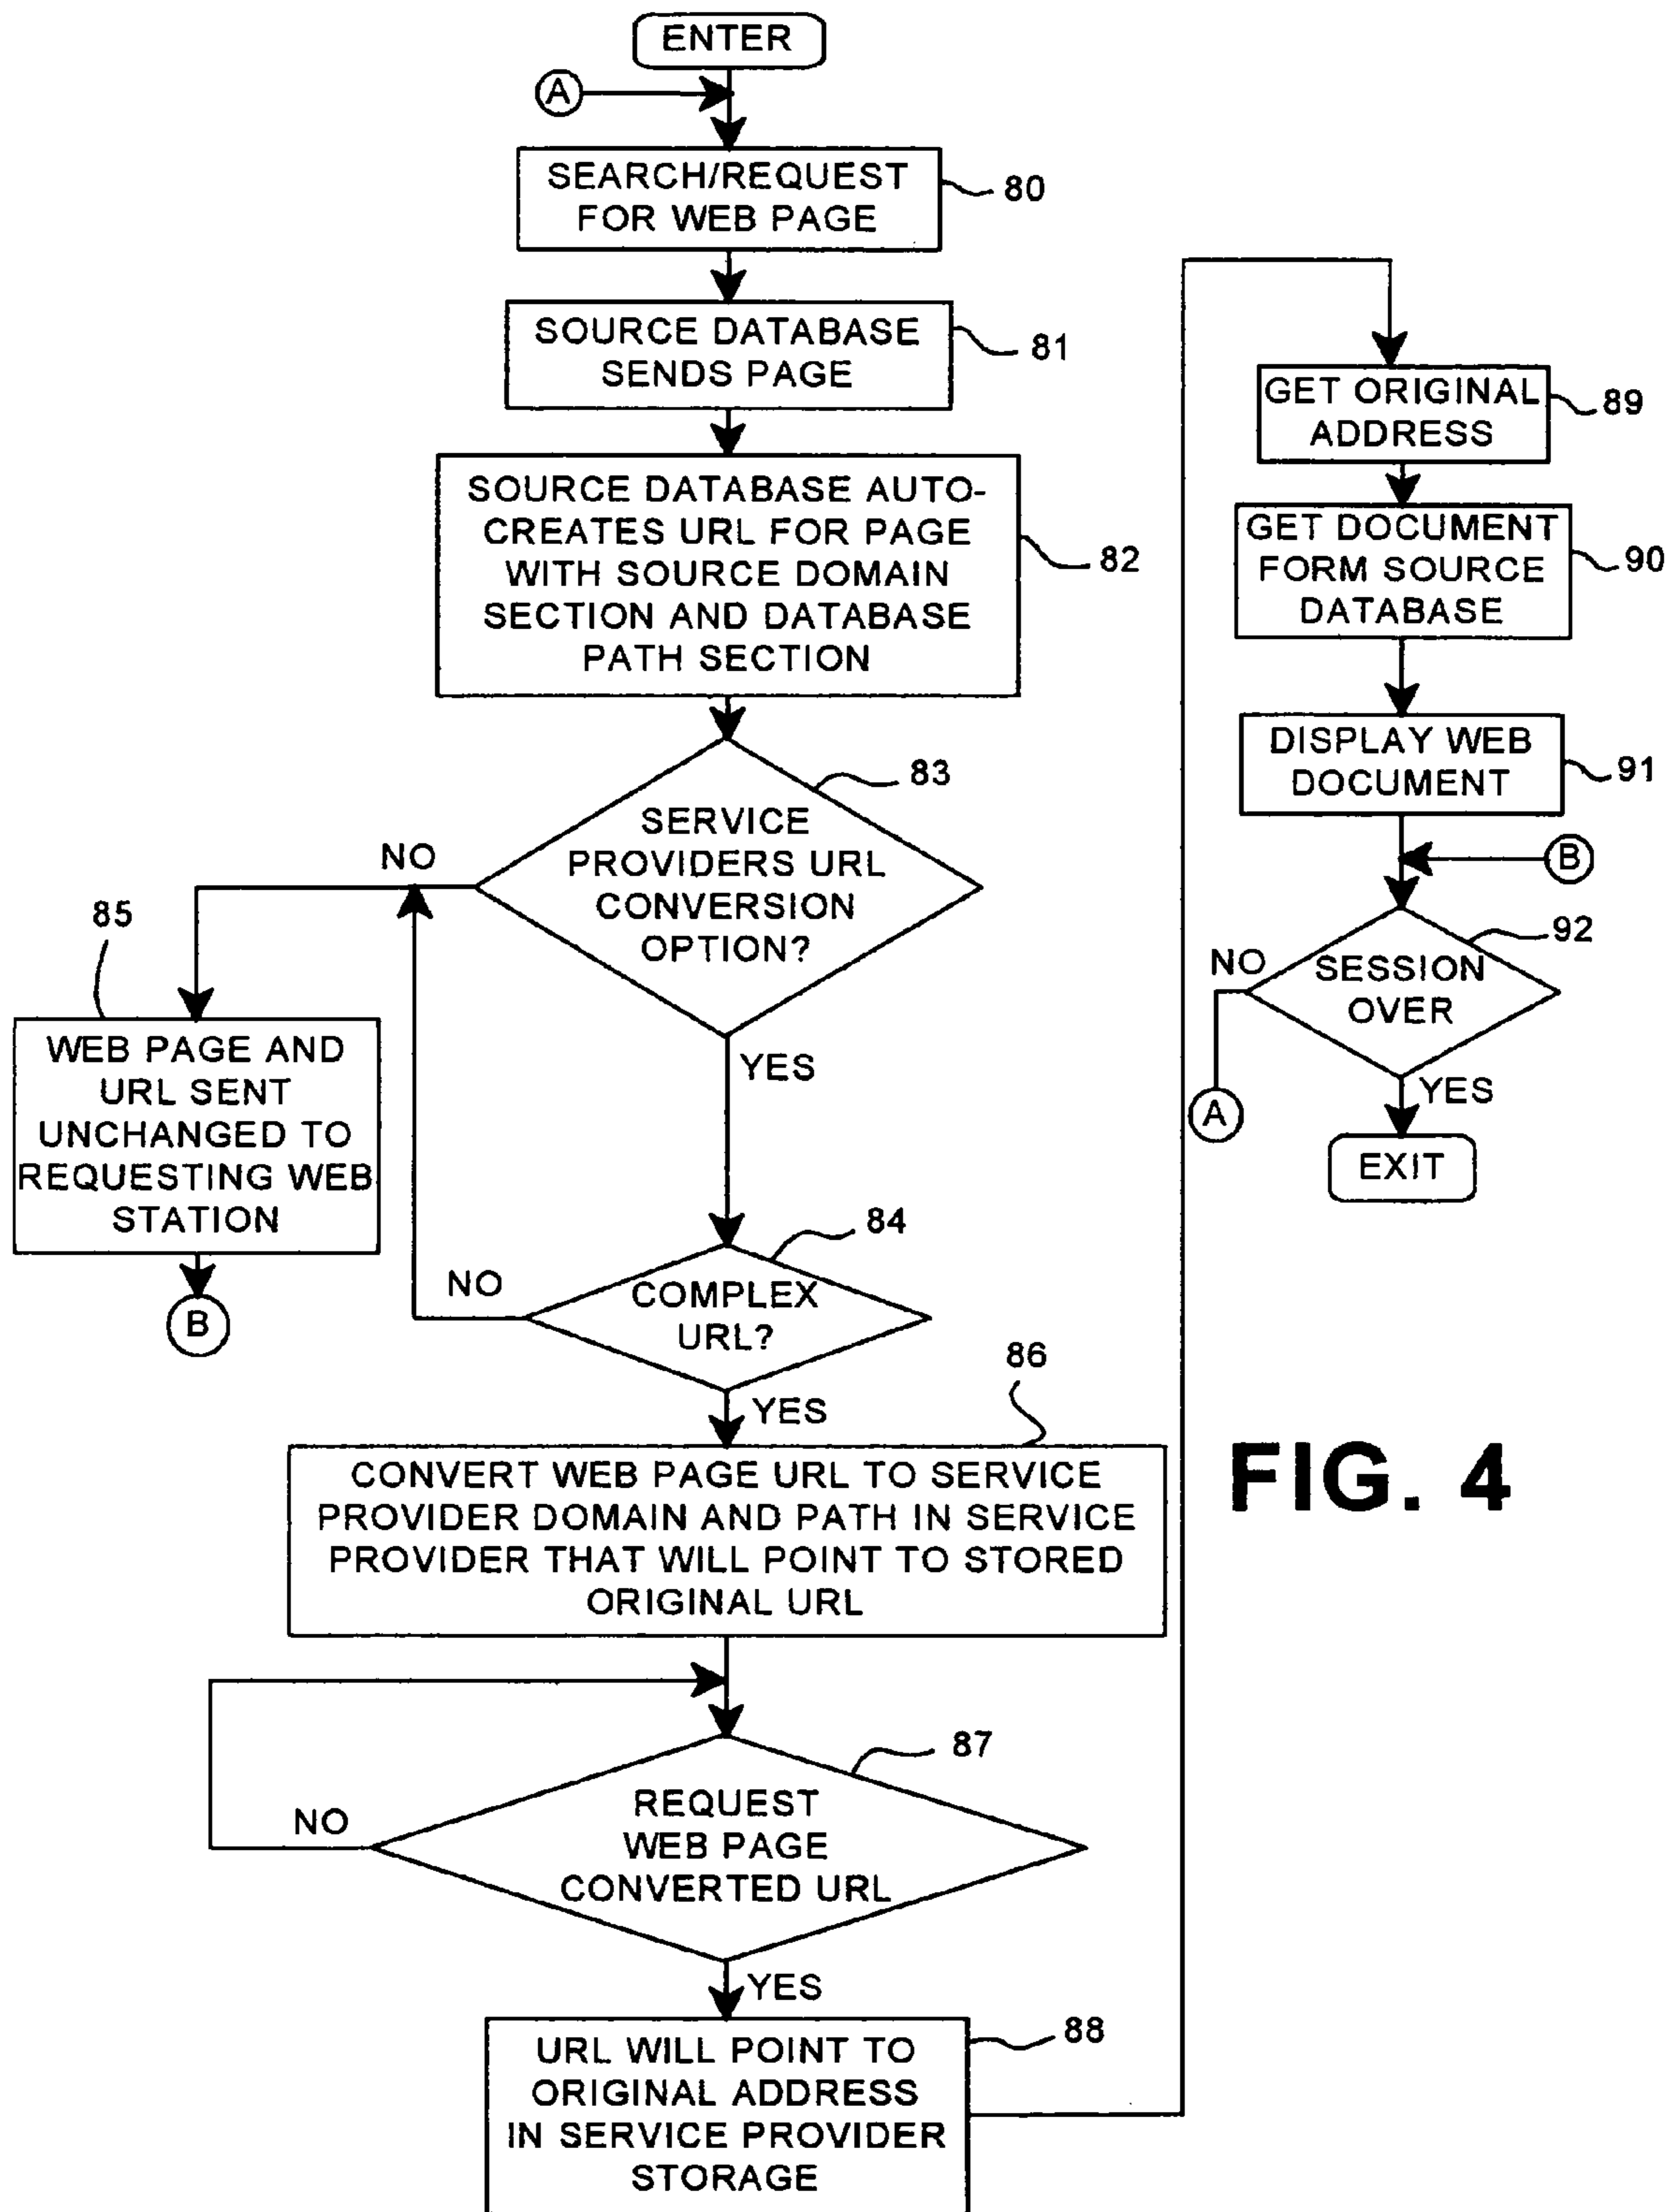 ENTER
A
SEARCH/REQUEST
FOR WEB PAGE
80
SOURCE DATABASE
SENDS PAGE
81
SOURCE DATABASE AUTO-
CREATES URL FOR PAGE
WITH SOURCE DOMAIN
SECTION AND DATABASE
PATH SECTION
82
83
SERVICE
PROVIDERS URL
CONVERSION
OPTION?
NO
YES
85
WEB PAGE AND
URL SENT
UNCHANGED TO
REQUESTING WEB
STATION
B
84
COMPLEX
URL?
NO
YES
86
CONVERT WEB PAGE URL TO SERVICE
PROVIDER DOMAIN AND PATH IN SERVICE
PROVIDER THAT WILL POINT TO STORED
ORIGINAL URL
87
REQUEST
WEB PAGE
CONVERTED URL
NO
YES
88
URL WILL POINT TO
ORIGINAL ADDRESS
IN SERVICE PROVIDER
STORAGE
GET ORIGINAL
ADDRESS
89
GET DOCUMENT
FORM SOURCE
DATABASE
90
DISPLAY WEB
DOCUMENT
91
B
92
SESSION
OVER
NO
A
YES
EXIT
FIG. 4